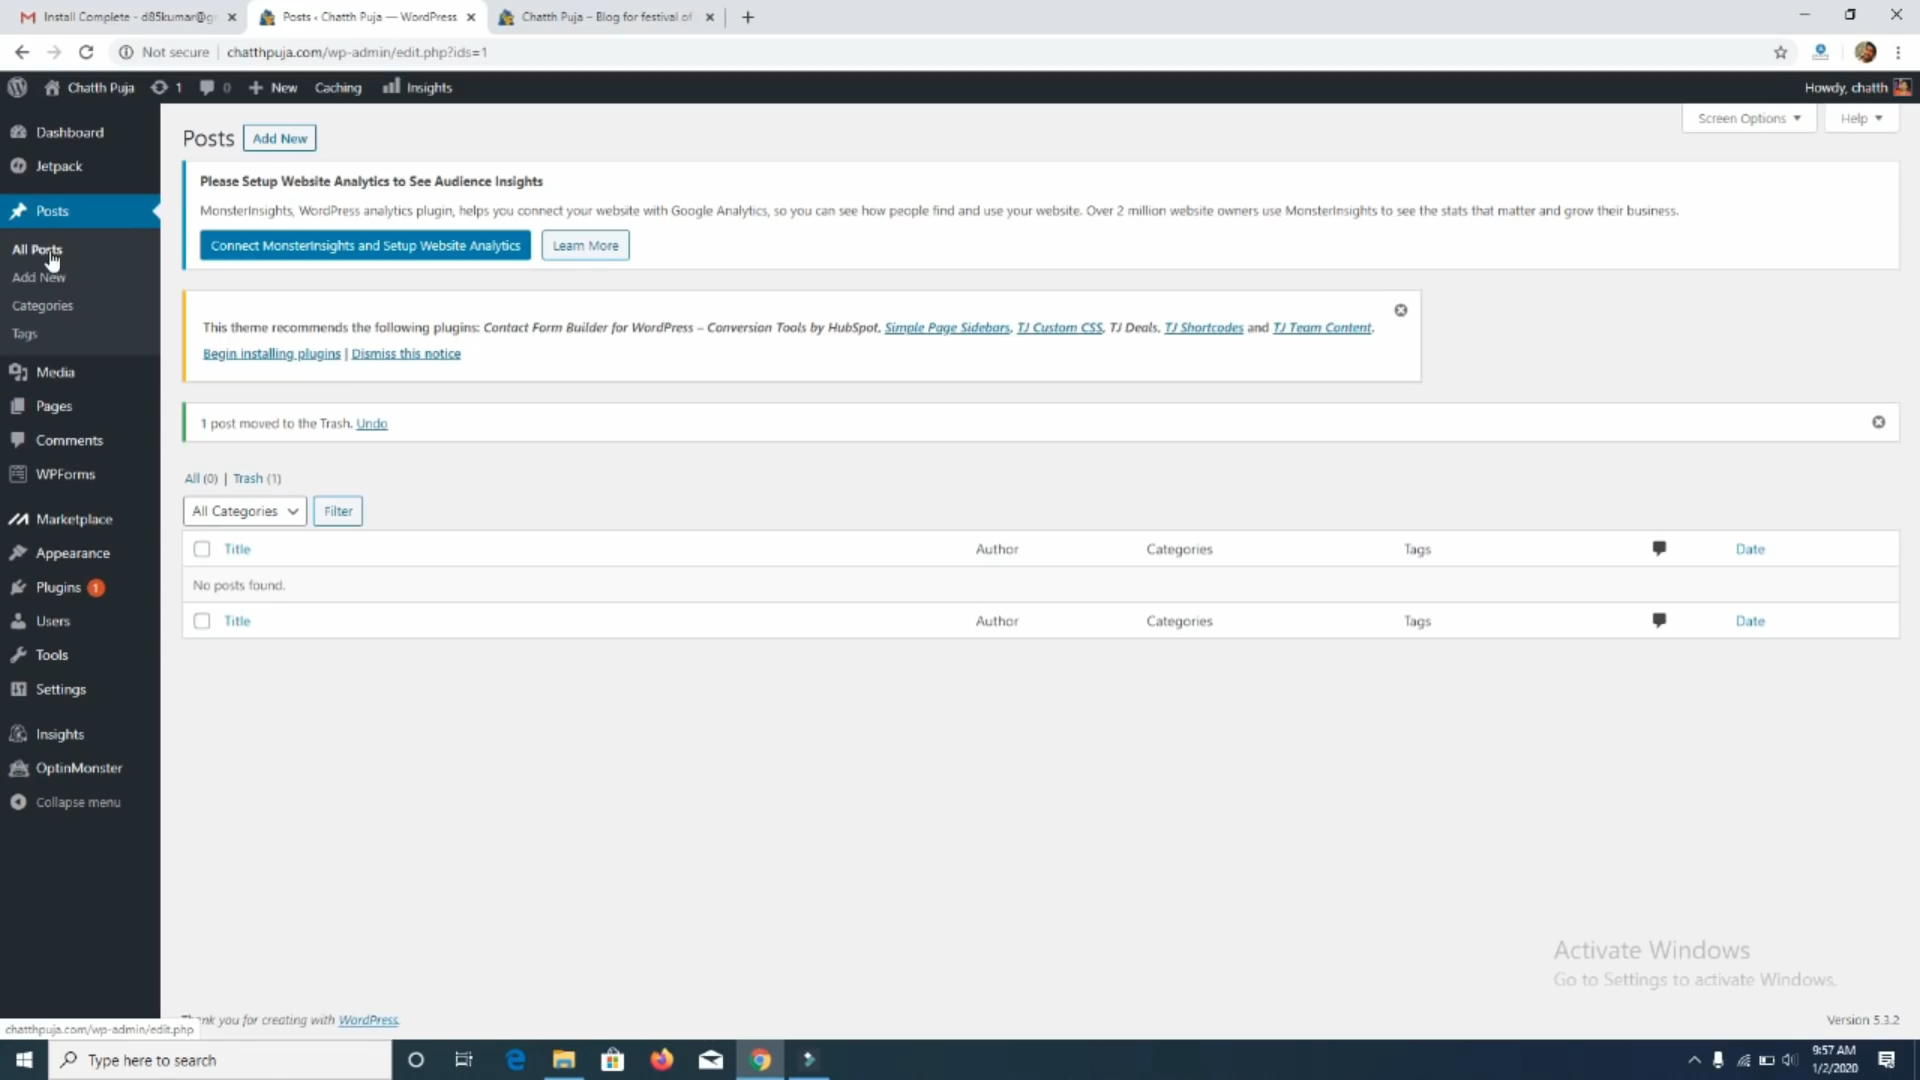 Install Complete - d85kumar@g
Posts ‹ Chatth Puja — WordPress
Chatth Puja – Blog for festival of
Not secure | chatthpuja.com/wp-admin/edit.php?ids=1
Chatth Puja 1 0 New Caching Insights Howdy, chatth
Screen Options Help
Dashboard
Jetpack
Posts
All Posts
Add New
Categories
Tags
Media
Pages
Comments
WPForms
Marketplace
Appearance
Plugins 1
Users
Tools
Settings
Insights
OptinMonster
Collapse menu
Posts Add New
Please Setup Website Analytics to See Audience Insights
MonsterInsights, WordPress analytics plugin, helps you connect your website with Google Analytics, so you can see how people find and use your website. Over 2 million website owners use MonsterInsights to see the stats that matter and grow their business.
Connect MonsterInsights and Setup Website Analytics Learn More
This theme recommends the following plugins: Contact Form Builder for WordPress – Conversion Tools by HubSpot, Simple Page Sidebars, TJ Custom CSS, TJ Deals, TJ Shortcodes and TJ Team Content.
Begin installing plugins | Dismiss this notice
1 post moved to the Trash. Undo
All (0) | Trash (1)
All Categories Filter
Title Author Categories Tags Date
No posts found.
Title Author Categories Tags Date
Activate Windows
Go to Settings to activate Windows.
nk you for creating with WordPress.
Version 5.3.2
chatthpuja.com/wp-admin/edit.php
Type here to search
9:57 AM
1/2/2020